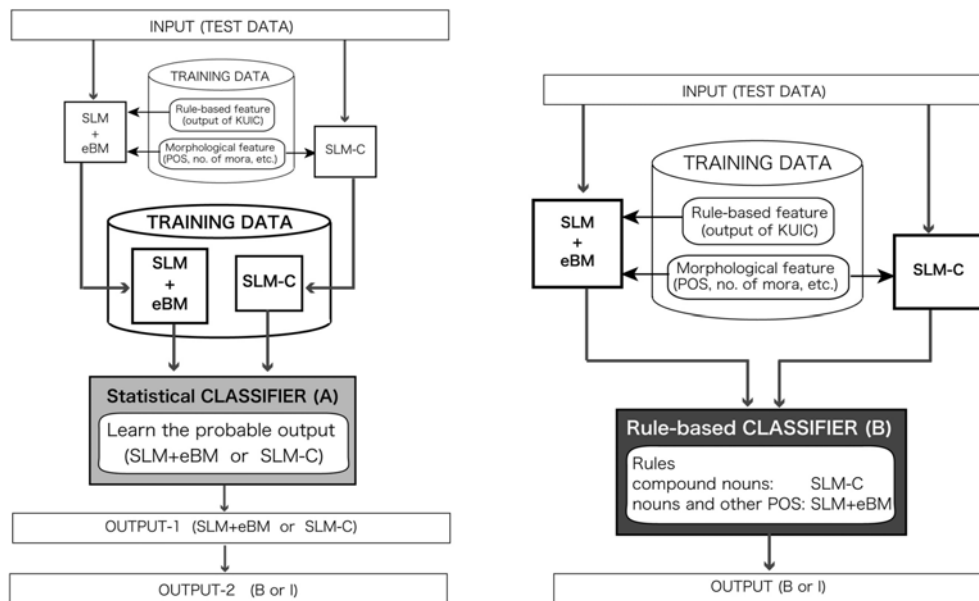 INPUT (TEST DATA)
TRAINING DATA
SLM
+
eBM
Rule-based feature
(output of KUIC)
Morphological feature
(POS, no. of mora, etc.)
SLM-C
TRAINING DATA
SLM
+
eBM
SLM-C
Statistical CLASSIFIER (A)
Learn the probable output
(SLM+eBM or SLM-C)
OUTPUT-1 (SLM+eBM or SLM-C)
OUTPUT-2 (B or I)
INPUT (TEST DATA)
TRAINING DATA
SLM
+
eBM
Rule-based feature
(output of KUIC)
Morphological feature
(POS, no. of mora, etc.)
SLM-C
Rule-based CLASSIFIER (B)
Rules
compound nouns: SLM-C
nouns and other POS: SLM+eBM
OUTPUT (B or I)